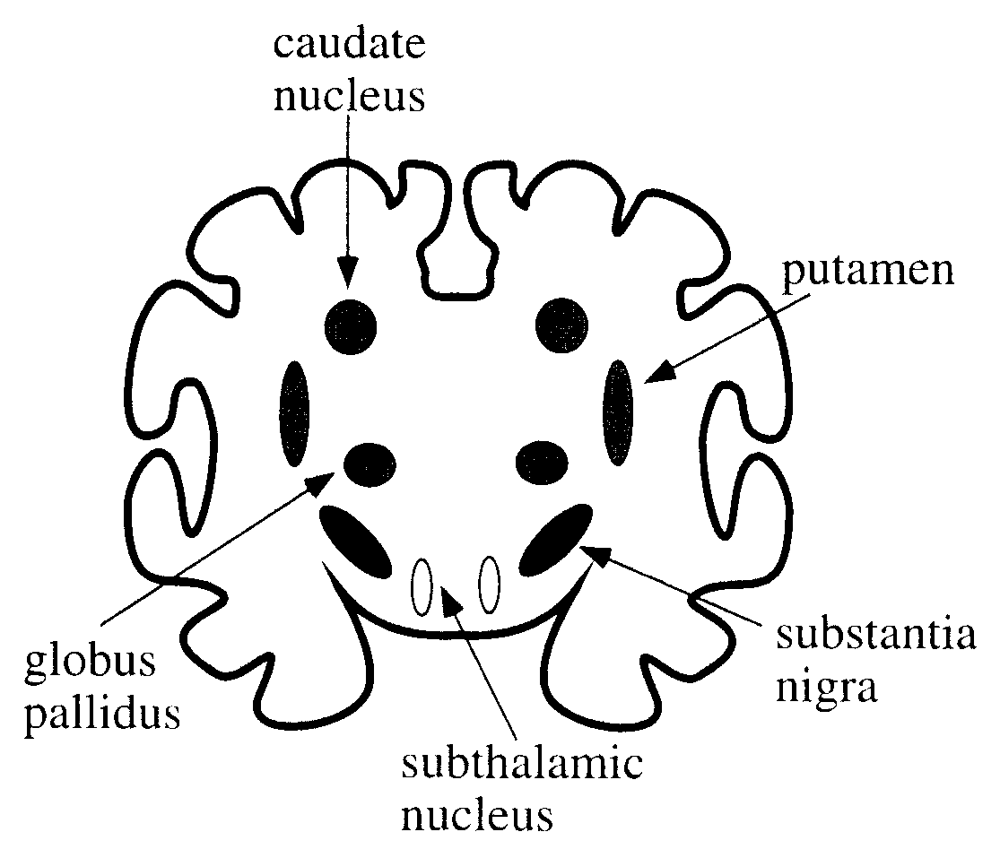 caudate
nucleus
putamen
globus
pallidus
substantia
nigra
subthalamic
nucleus